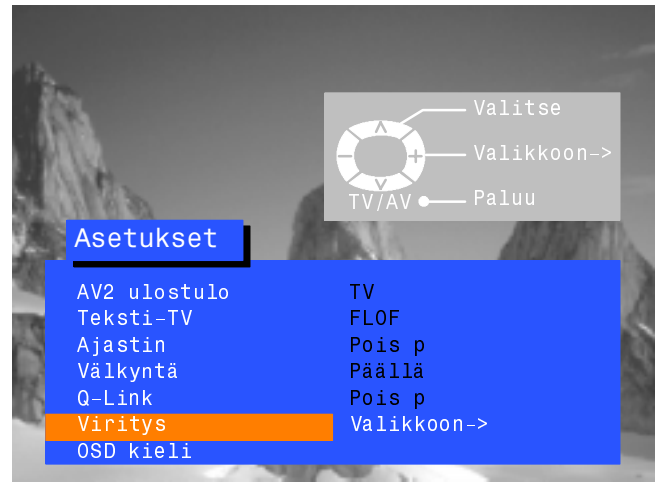 Valitse
Valikkoon->
TV/AV Paluu
Asetukset
AV2 ulostulo TV
Teksti-TV FLOF
Ajastin Pois p
Välkyntä Päällä
Q-Link Pois p
Viritys Valikkoon->
OSD kieli